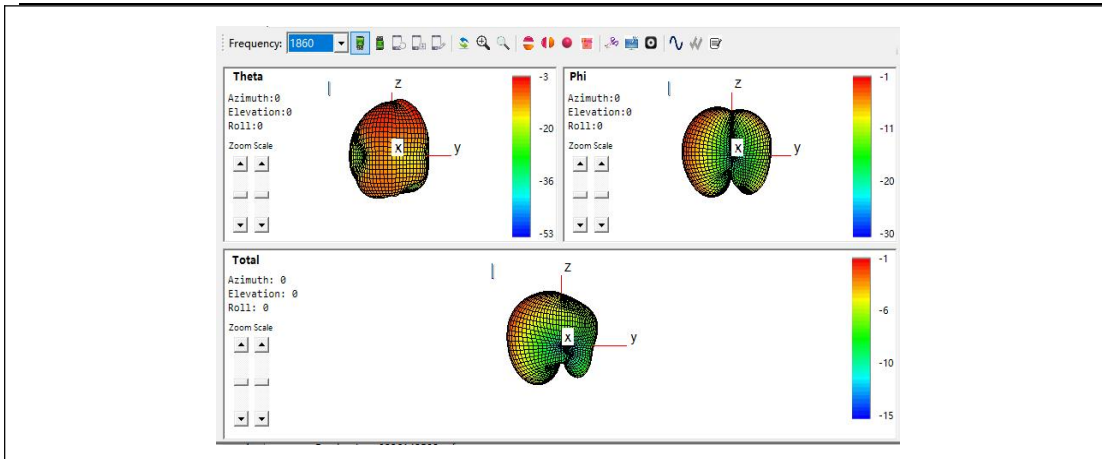 Frequency: 1860
Theta
Azimuth:0
Elevation:0
Roll:0
Zoom Scale
z
x
y
-3
-20
-36
-53
Phi
Azimuth:0
Elevation:0
Roll:0
Zoom Scale
z
x
y
-1
-11
-20
-30
Total
Azimuth: 0
Elevation: 0
Roll: 0
Zoom Scale
z
x
y
-1
-6
-10
-15